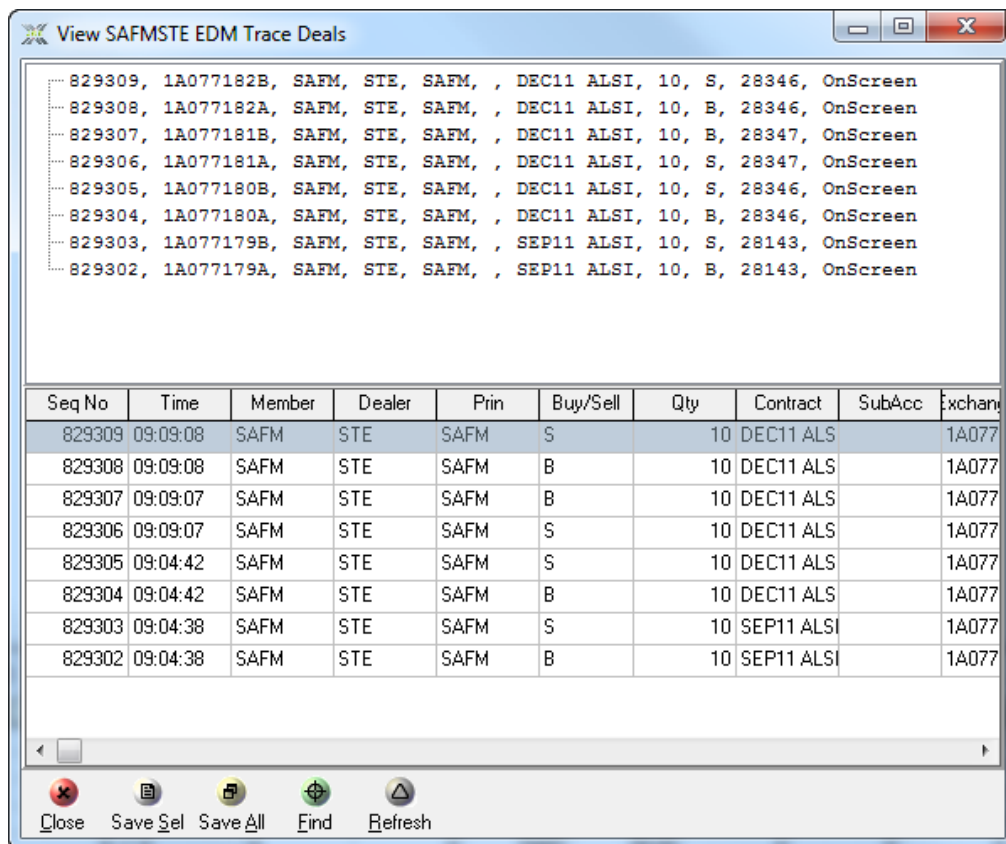 View SAFMSTE EDM Trace Deals
829309, 1A077182B, SAFM, STE, SAFM, , DEC11 ALSI, 10, S, 28346, OnScreen
829308, 1A077182A, SAFM, STE, SAFM, , DEC11 ALSI, 10, B, 28346, OnScreen
829307, 1A077181B, SAFM, STE, SAFM, , DEC11 ALSI, 10, B, 28347, OnScreen
829306, 1A077181A, SAFM, STE, SAFM, , DEC11 ALSI, 10, S, 28347, OnScreen
829305, 1A077180B, SAFM, STE, SAFM, , DEC11 ALSI, 10, S, 28346, OnScreen
829304, 1A077180A, SAFM, STE, SAFM, , DEC11 ALSI, 10, B, 28346, OnScreen
829303, 1A077179B, SAFM, STE, SAFM, , SEP11 ALSI, 10, S, 28143, OnScreen
829302, 1A077179A, SAFM, STE, SAFM, , SEP11 ALSI, 10, B, 28143, OnScreen
Seq No Time Member Dealer Prin Buy/Sell Qty Contract SubAcc Exchang
829309 09:09:08 SAFM STE SAFM S 10 DEC11 ALS 1A077
829308 09:09:08 SAFM STE SAFM B 10 DEC11 ALS 1A077
829307 09:09:07 SAFM STE SAFM B 10 DEC11 ALS 1A077
829306 09:09:07 SAFM STE SAFM S 10 DEC11 ALS 1A077
829305 09:04:42 SAFM STE SAFM S 10 DEC11 ALS 1A077
829304 09:04:42 SAFM STE SAFM B 10 DEC11 ALS 1A077
829303 09:04:38 SAFM STE SAFM S 10 SEP11 ALSI 1A077
829302 09:04:38 SAFM STE SAFM B 10 SEP11 ALSI 1A077
Close Save Sel Save All Find Refresh